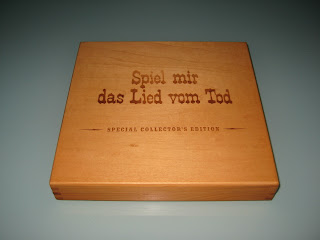 Spiel mir
das Lied vom Tod
SPECIAL COLLECTOR'S EDITION